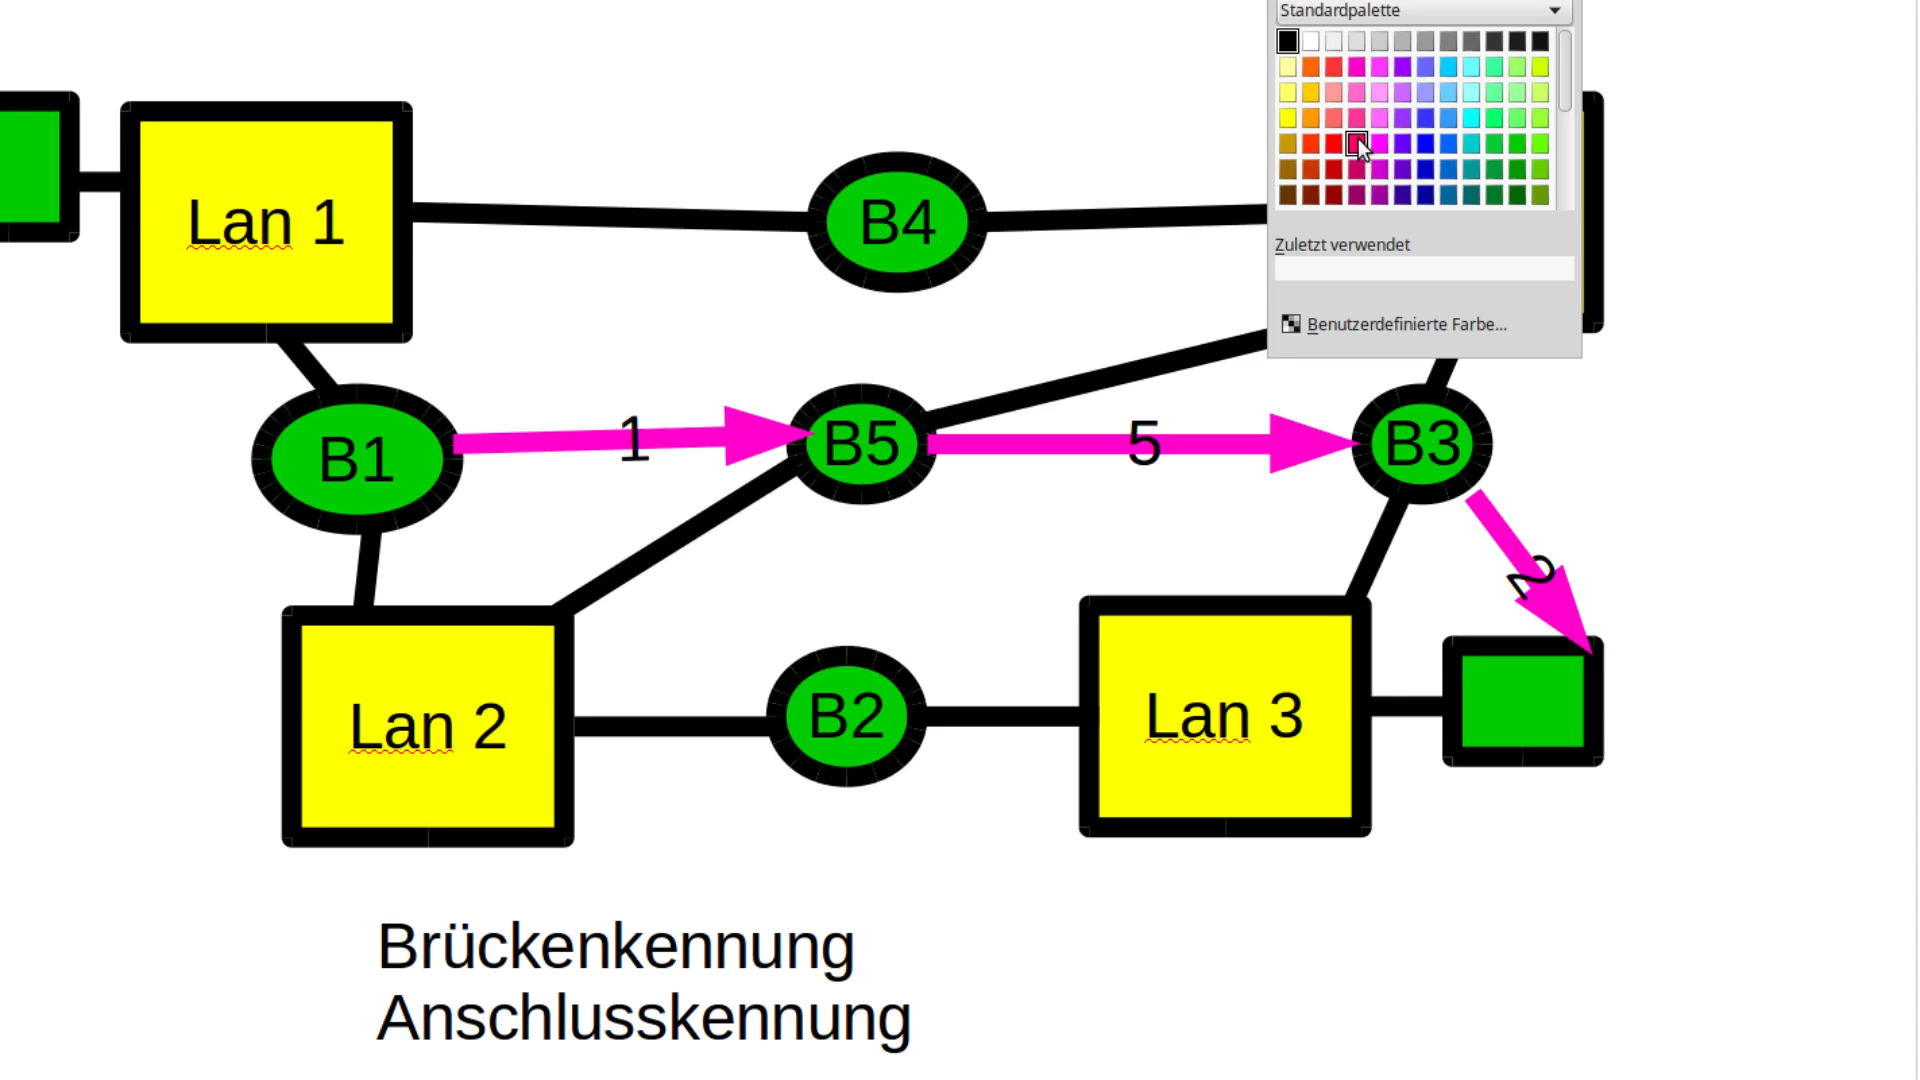 Standardpalette
Lan 1
B4
Zuletzt verwendet
Benutzerdefinierte Farbe...
B1
1
B5
5
B3
2
Lan 2
B2
Lan 3
Brückenkennung
Anschlusskennung